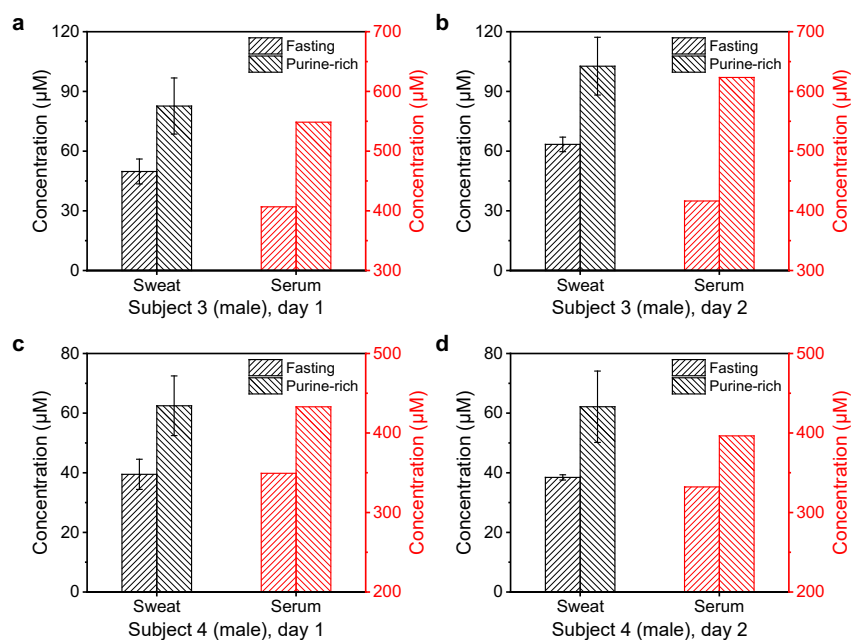 a
120
90
60
30
0
Concentration (μM)
Fasting
Purine-rich
700
600
500
400
300
Concentration (μM)
Sweat Serum
Subject 3 (male), day 1
b
120
90
60
30
0
Concentration (μM)
Fasting
Purine-rich
700
600
500
400
300
Concentration (μM)
Sweat Serum
Subject 3 (male), day 2
c
80
60
40
20
0
Concentration (μM)
Fasting
Purine-rich
500
400
300
200
Concentration (μM)
Sweat Serum
Subject 4 (male), day 1
d
80
60
40
20
0
Concentration (μM)
Fasting
Purine-rich
500
400
300
200
Concentration (μM)
Sweat Serum
Subject 4 (male), day 2